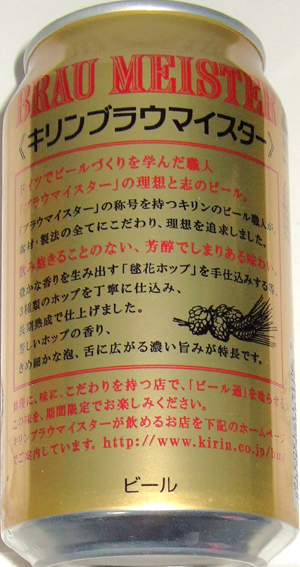 BRAU MEISTER
《キリンブラウマイスター》
ドイツでビールづくりを学んだ職人
「ブラウマイスター」の理想と志のビール。
「ブラウマイスター」の称号を持つキリンのビール職人が、
素材・製法の全てにこだわり、理想を追求しました。
飲み飽きることのない、芳醇でしまりある味わい。
豊かな香りを生み出す「毬花ホップ」を手仕込みする等、
3種類のホップを丁寧に仕込み、
長期熟成で仕上げました。
芳しいホップの香り、
きめ細かな泡、舌に広がる濃い旨みが特長です。
料理に、味に、こだわりを持つ店で、「ビール通」を唸らせる
この味を、期間限定でお楽しみください。
キリンブラウマイスターが飲めるお店を下記のホームページ
でご案内しています。http://www.kirin.co.jp/bm/
ビール